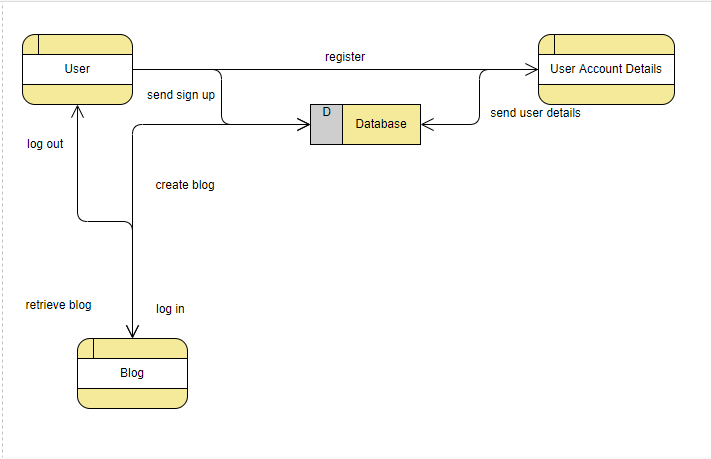 register
User
User Account Details
send sign up
D
Database
send user details
log out
create blog
retrieve blog
log in
Blog